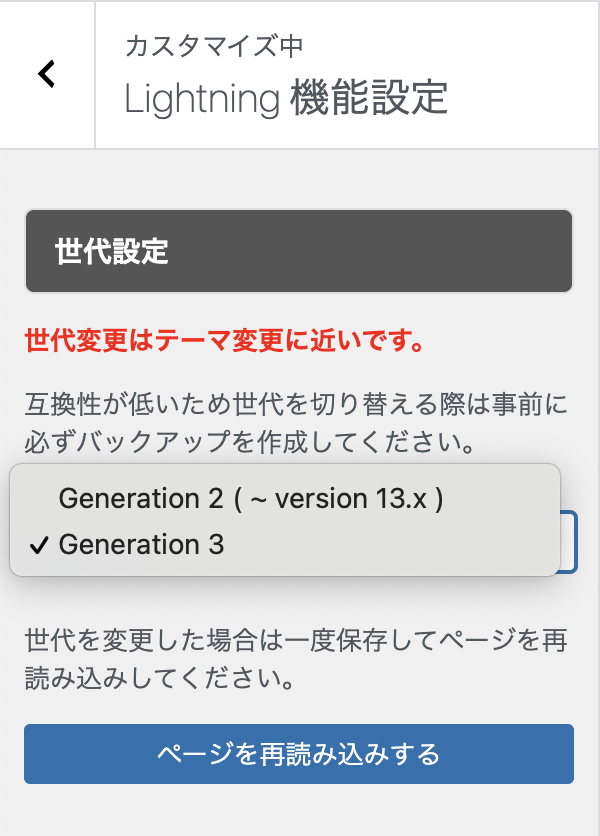 カスタマイズ中
Lightning 機能設定
世代設定
世代変更はテーマ変更に近いです。
互換性が低いため世代を切り替える際は事前に
必ずバックアップを作成してください。
Generation 2 ( ~ version 13.x )
Generation 3
世代を変更した場合は一度保存してページを再
読み込みしてください。
ページを再読み込みする